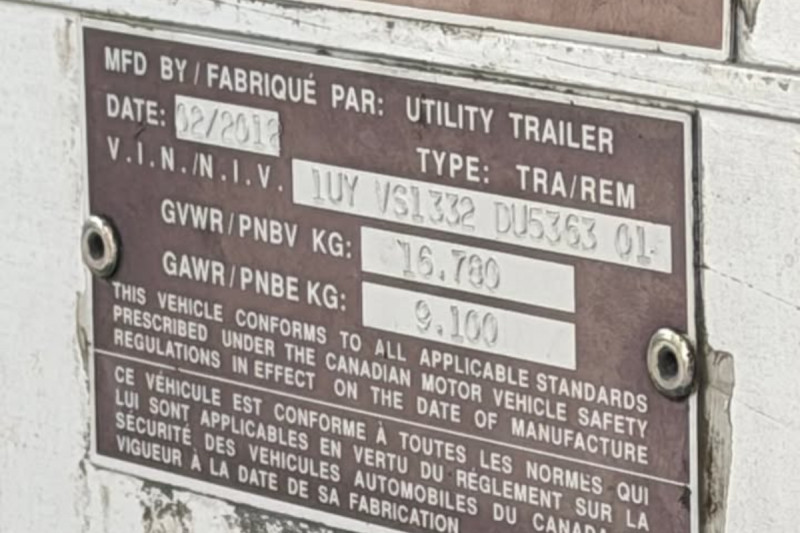 MFD BY / FABRIQUÉ PAR: UTILITY TRAILER
DATE: 02/2012 TYPE: TRA/REM
V.I.N./N.I.V. 1UY VS1332 DU5363 01
GVWR/PNBV KG: 16.780
GAWR/PNBE KG: 9.100
THIS VEHICLE CONFORMS TO ALL APPLICABLE STANDARDS
PRESCRIBED UNDER THE CANADIAN MOTOR VEHICLE SAFETY
REGULATIONS IN EFFECT ON THE DATE OF MANUFACTURE
CE VÉHICULE EST CONFORME À TOUTES LES NORMES QUI
LUI SONT APPLICABLES EN VERTU DU RÉGLEMENT SUR LA
SÉCURITÉ DES VEHICULES AUTOMOBILES DU CANADA
VIGUEUR À LA DATE DE SA FABRICATION